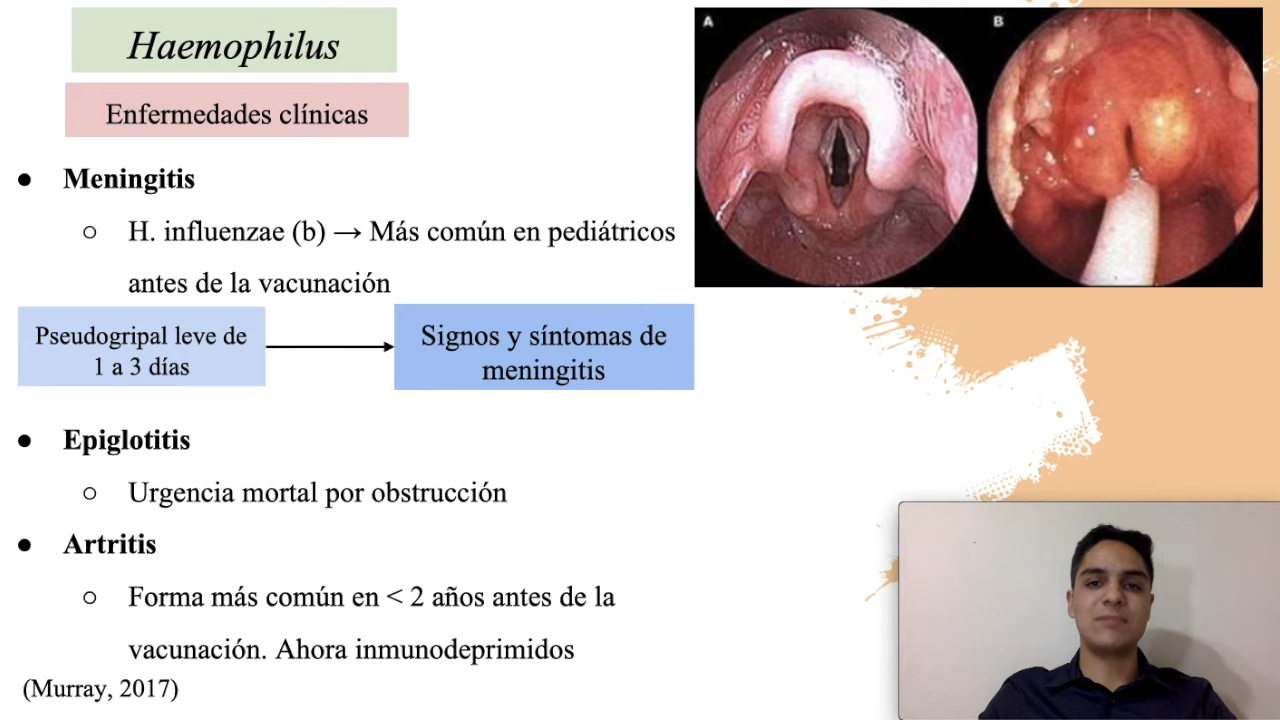 Haemophilus
Enfermedades clínicas
● Meningitis
○ H. influenzae (b) → Más común en pediátricos
antes de la vacunación
Pseudogripal leve de
1 a 3 días
Signos y síntomas de
meningitis
● Epiglotitis
○ Urgencia mortal por obstrucción
● Artritis
○ Forma más común en < 2 años antes de la
vacunación. Ahora inmunodeprimidos
(Murray, 2017)
A
B